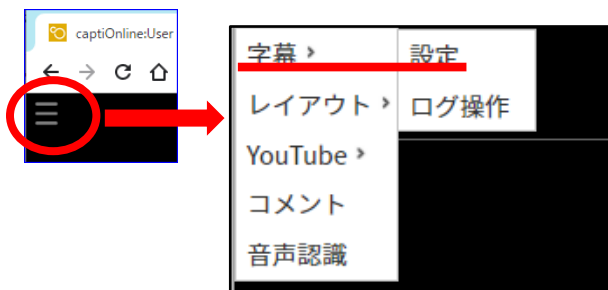 captiOnline:User
字幕
設定
レイアウト
ログ操作
YouTube
コメント
音声認識